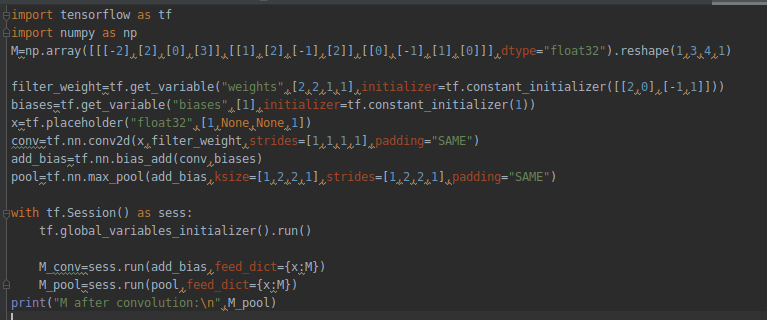 import tensorflow as tf
import numpy as np
M=np.array([[[-2],[2],[0],[3]],[[1],[2],[-1],[2]],[[0],[-1],[1],[0]]],dtype="float32").reshape(1,3,4,1)
filter_weight=tf.get_variable("weights",[2,2,1,1],initializer=tf.constant_initializer([[2,0],[-1,1]]))
biases=tf.get_variable("biases",[1],initializer=tf.constant_initializer(1))
x=tf.placeholder("float32",[1,None,None,1])
conv=tf.nn.conv2d(x,filter_weight,strides=[1,1,1,1],padding="SAME")
add_bias=tf.nn.bias_add(conv,biases)
pool=tf.nn.max_pool(add_bias,ksize=[1,2,2,1],strides=[1,2,2,1],padding="SAME")
with tf.Session() as sess:
    tf.global_variables_initializer().run()
    M_conv=sess.run(add_bias,feed_dict={x:M})
    M_pool=sess.run(pool,feed_dict={x:M})
print("M after convolution:\n",M_pool)